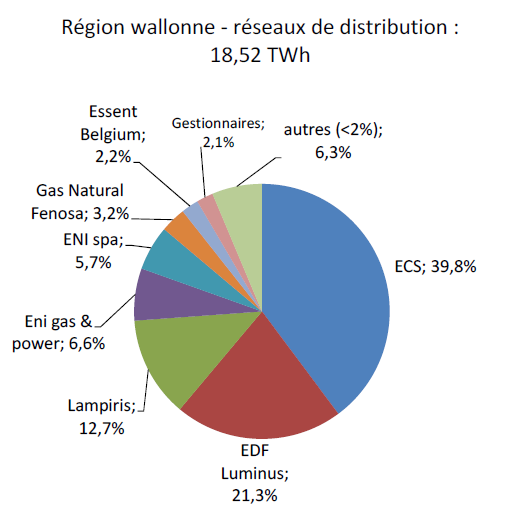 Région wallonne - réseaux de distribution :
18,52 TWh
Essent
Belgium;
2,2%
Gestionnaires;
2,1%
autres (<2%);
6,3%
Gas Natural
Fenosa; 3,2%
ENI spa;
5,7%
ECS; 39,8%
Eni gas &
power; 6,6%
Lampiris;
12,7%
EDF
Luminus;
21,3%